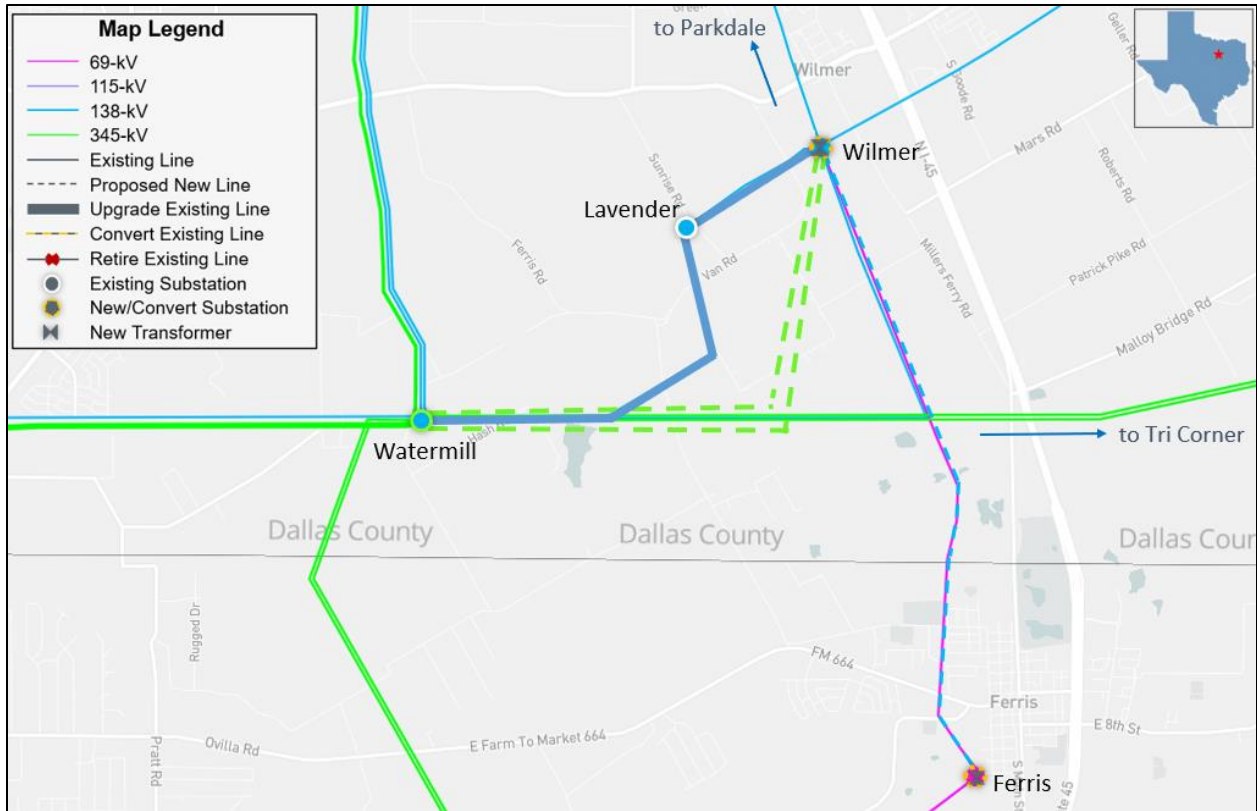 Map Legend
69-kV
115-kV
138-kV
345-kV
Existing Line
Proposed New Line
Upgrade Existing Line
Convert Existing Line
Retire Existing Line
Existing Substation
New/Convert Substation
New Transformer
to Parkdale
Wilmer
S Goode Rd
Geller Rd
Mars Rd
Roberts Rd
N I-45
Wilmer
Sunrise Rd
Lavender
Ferris Rd
Van Rd
Millers Ferry Rd
Patrick Pike Rd
Malloy Bridge Rd
Hash
Watermill
to Tri Corner
Dallas County
Dallas County
Dallas Coun
Rugged Dr
FM 664
Ferris
E 8th St
Ovilla Rd
E Farm To Market 664
Pratt Rd
S Main St
Ferris